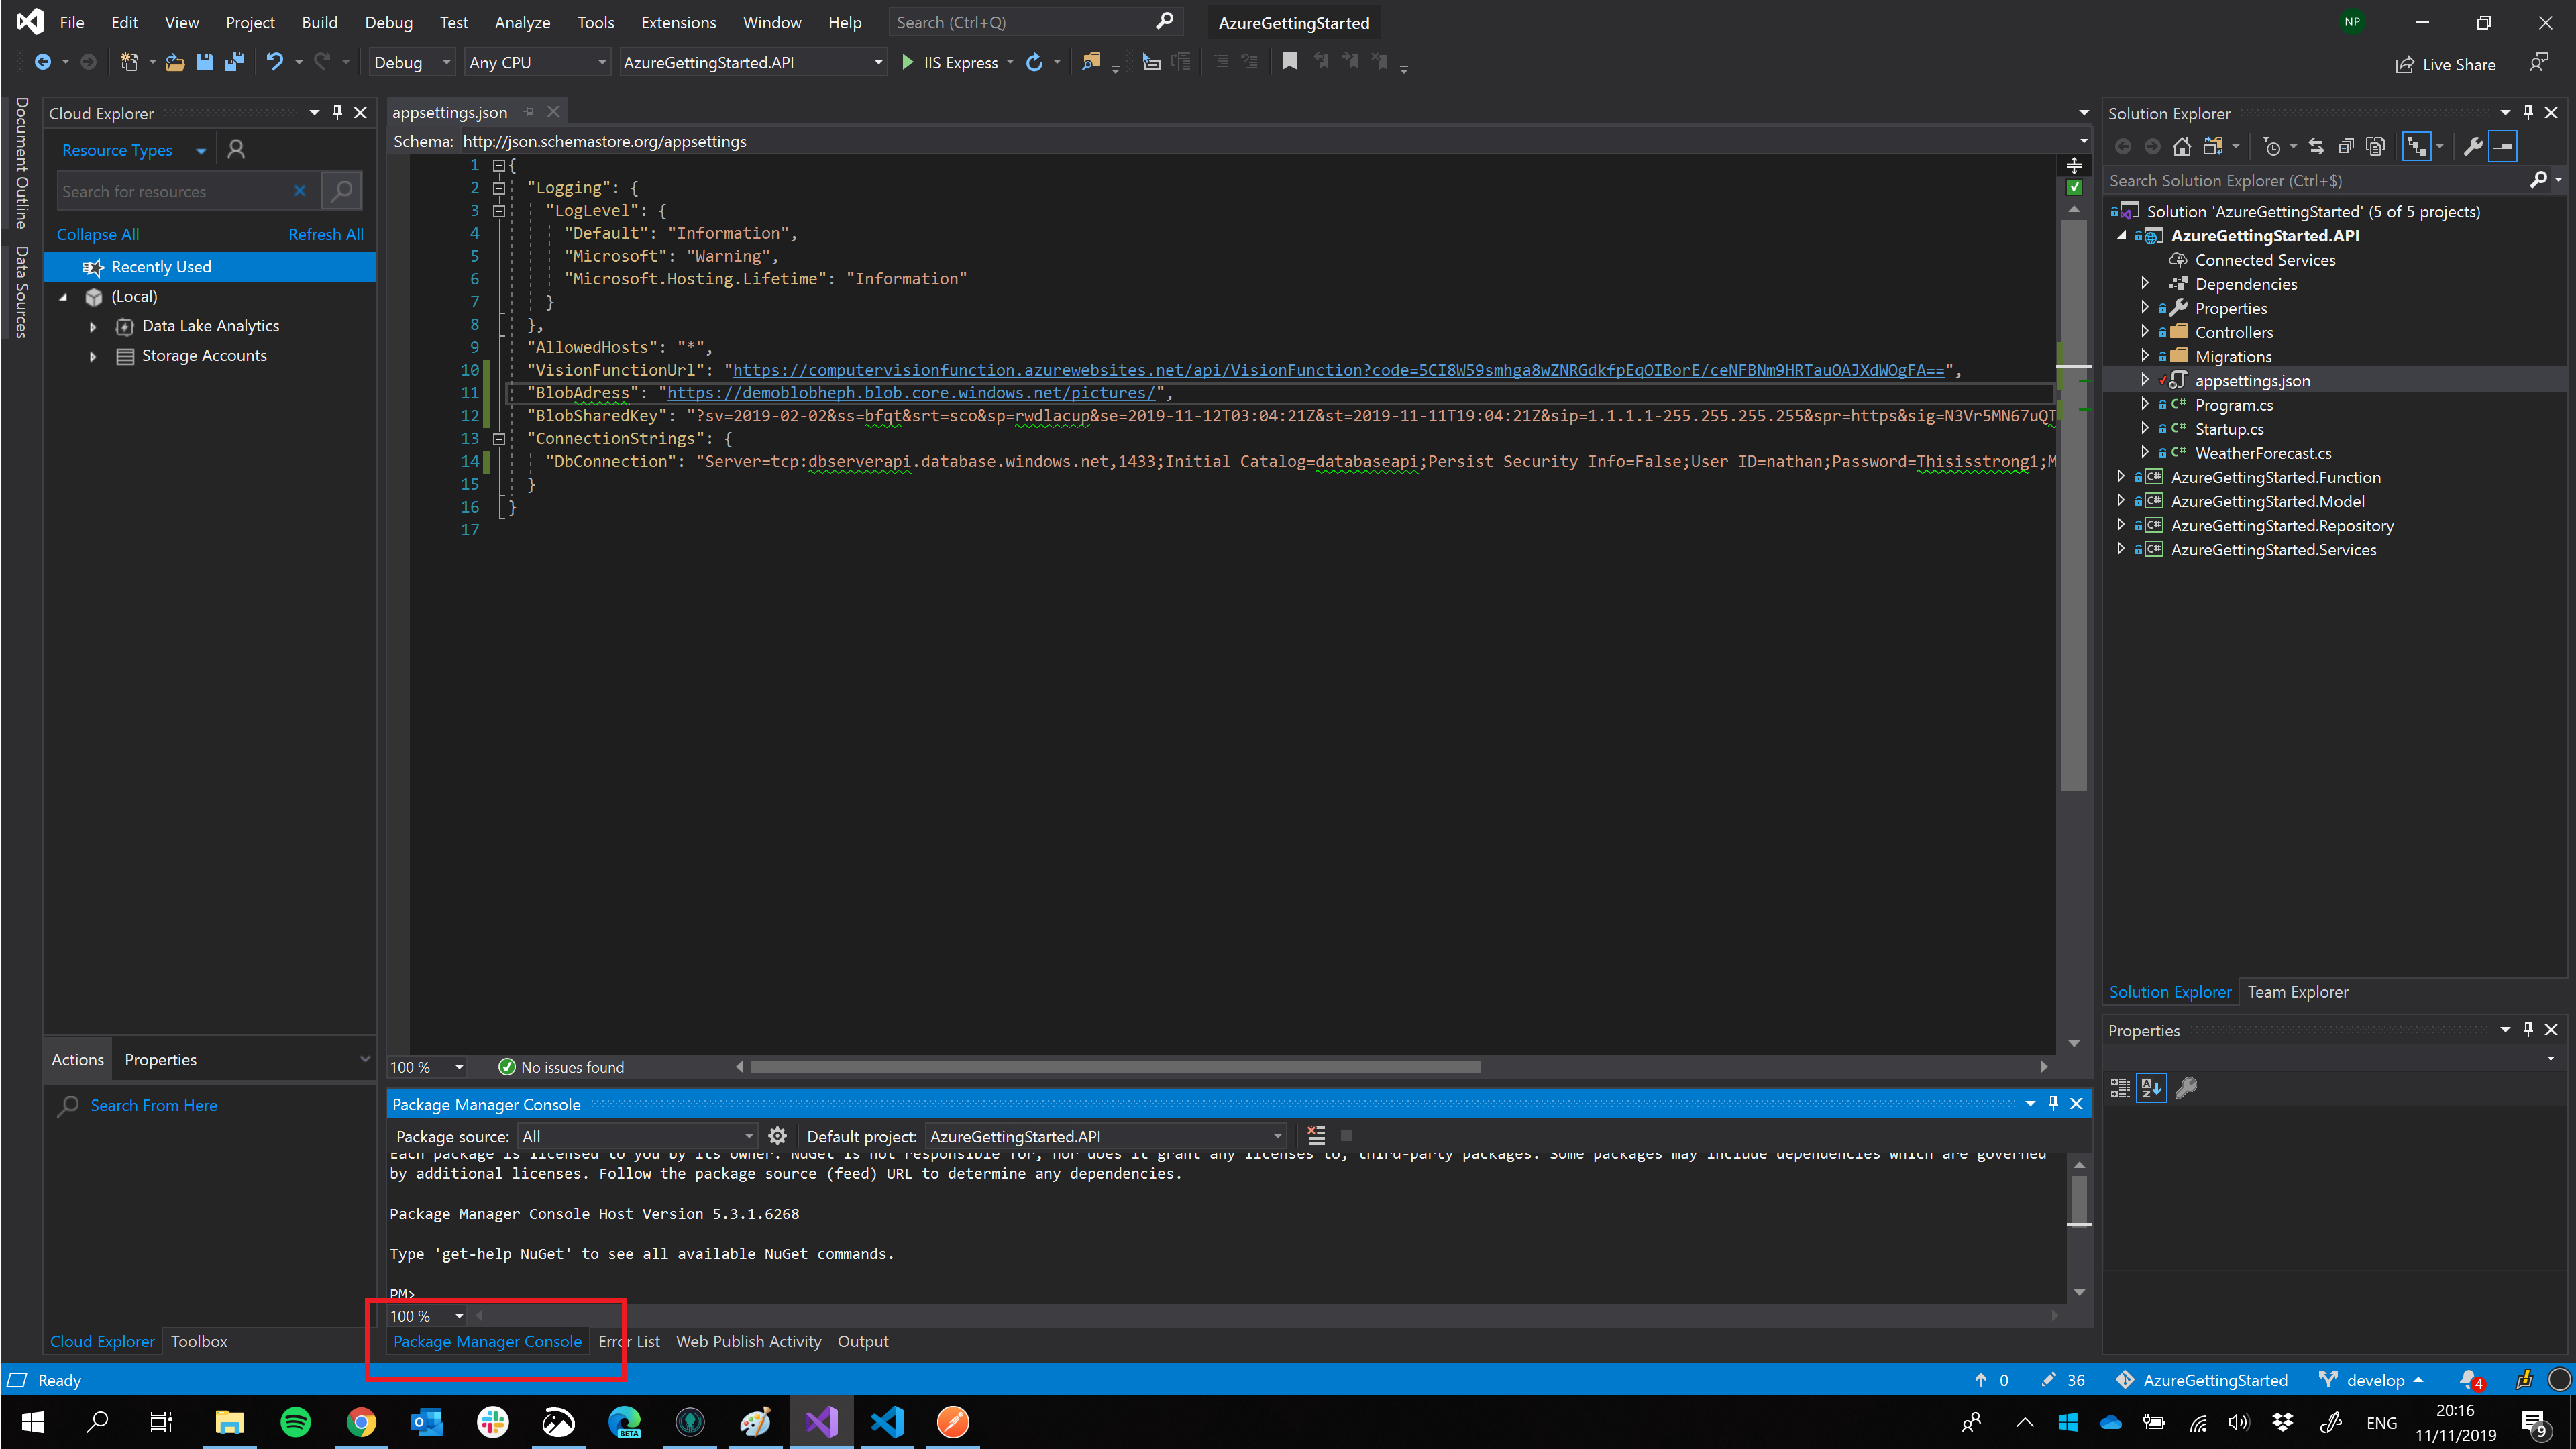 File Edit View Project Build Debug Test Analyze Tools Extensions Window Help Search (Ctrl+Q) AzureGettingStarted NP
Debug Any CPU AzureGettingStarted.API IIS Express Live Share
Document Outline
Data Sources
Cloud Explorer
Resource Types
Search for resources
Collapse All Refresh All
Recently Used
(Local)
Data Lake Analytics
Storage Accounts
Actions Properties
Search From Here
Cloud Explorer Toolbox
appsettings.json
Schema: http://json.schemastore.org/appsettings
1 {
2 "Logging": {
3 "LogLevel": {
4 "Default": "Information",
5 "Microsoft": "Warning",
6 "Microsoft.Hosting.Lifetime": "Information"
7 }
8 },
9 "AllowedHosts": "*",
10 "VisionFunctionUrl": "https://computervisionfunction.azurewebsites.net/api/VisionFunction?code=5CI8W59smhga8wZNRGdkfpEqOIBorE/ceNFBNm9HRTauOAJXdWOgFA==",
11 "BlobAdress": "https://demoblobheph.blob.core.windows.net/pictures/",
12 "BlobSharedKey": "?sv=2019-02-02&ss=bfqt&srt=sco&sp=rwdlacup&se=2019-11-12T03:04:21Z&st=2019-11-11T19:04:21Z&sip=1.1.1.1-255.255.255.255&spr=https&sig=N3Vr5MN67uQT
13 "ConnectionStrings": {
14 "DbConnection": "Server=tcp:dbserverapi.database.windows.net,1433;Initial Catalog=databaseapi;Persist Security Info=False;User ID=nathan;Password=Thisisstrong1;M
15 }
16 }
17
100 % No issues found
Package Manager Console
Package source: All Default project: AzureGettingStarted.API
Each package is licensed to you by its owner. NuGet is not responsible for, nor does it grant any licenses to, third-party packages. Some packages may include dependencies which are governed
by additional licenses. Follow the package source (feed) URL to determine any dependencies.
Package Manager Console Host Version 5.3.1.6268
Type 'get-help NuGet' to see all available NuGet commands.
PM>
100 %
Package Manager Console Error List Web Publish Activity Output
Solution Explorer
Search Solution Explorer (Ctrl+$)
Solution 'AzureGettingStarted' (5 of 5 projects)
AzureGettingStarted.API
Connected Services
Dependencies
Properties
Controllers
Migrations
appsettings.json
C# Program.cs
C# Startup.cs
C# WeatherForecast.cs
C# AzureGettingStarted.Function
C# AzureGettingStarted.Model
C# AzureGettingStarted.Repository
C# AzureGettingStarted.Services
Solution Explorer Team Explorer
Properties
Ready 0 36 AzureGettingStarted develop 4
BETA ENG 20:16
11/11/2019 9